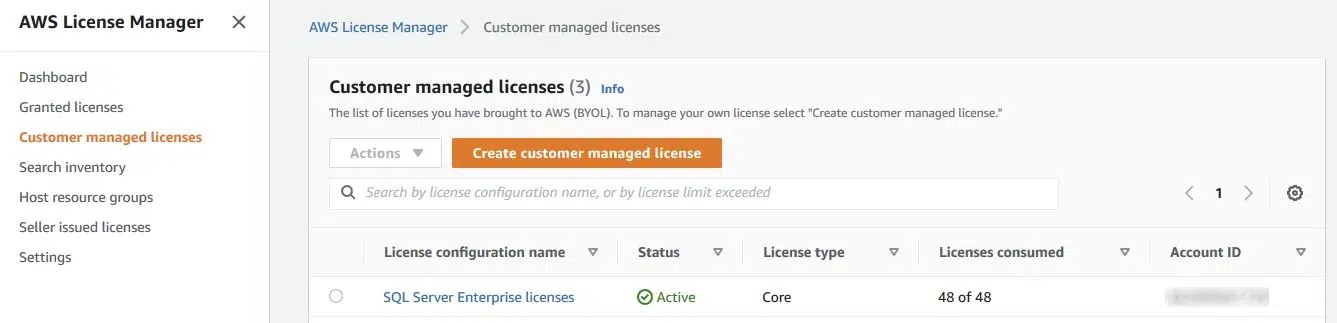 AWS License Manager
Dashboard
Granted licenses
Customer managed licenses
Search inventory
Host resource groups
Seller issued licenses
Settings
AWS License Manager > Customer managed licenses
Customer managed licenses (3) Info
The list of licenses you have brought to AWS (BYOL). To manage your own license select "Create customer managed license."
Actions Create customer managed license
Search by license configuration name, or by license limit exceeded
1
License configuration name Status License type Licenses consumed Account ID
SQL Server Enterprise licenses Active Core 48 of 48